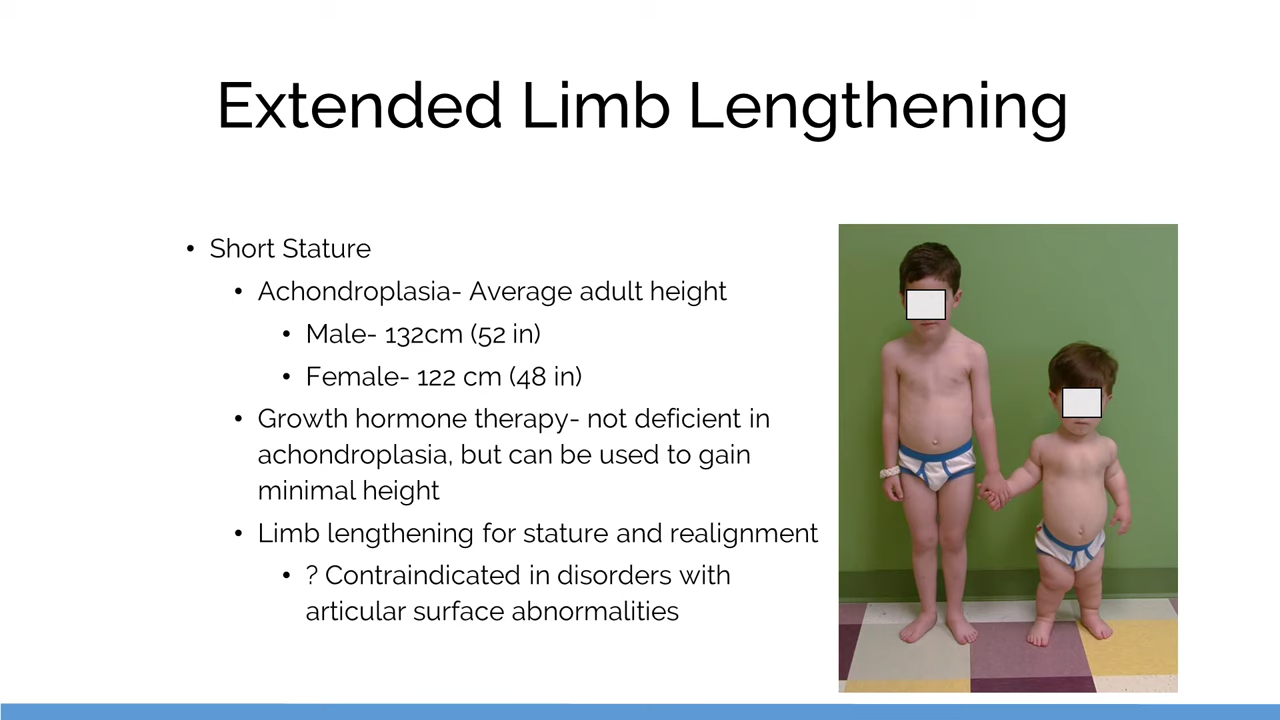 Extended Limb Lengthening
• Short Stature
• Achondroplasia- Average adult height
• Male- 132cm (52 in)
• Female- 122 cm (48 in)
• Growth hormone therapy- not deficient in
achondroplasia, but can be used to gain
minimal height
• Limb lengthening for stature and realignment
• ? Contraindicated in disorders with
articular surface abnormalities